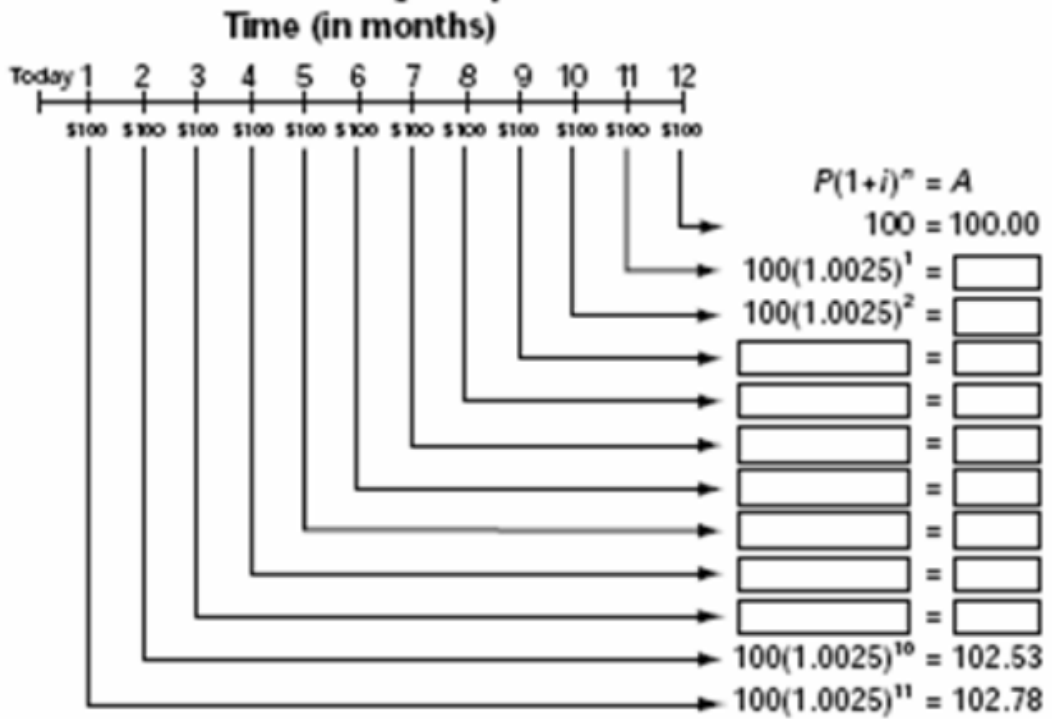 Time (in months)
Today 1 2 3 4 5 6 7 8 9 10 11 12
$100 $100 $100 $100 $100 $100 $100 $100 $100 $100 $100 $100
P(1+i)ⁿ = A
100 = 100.00
100(1.0025)¹ =
100(1.0025)² =
=
=
=
=
=
=
=
100(1.0025)¹⁰ = 102.53
100(1.0025)¹¹ = 102.78